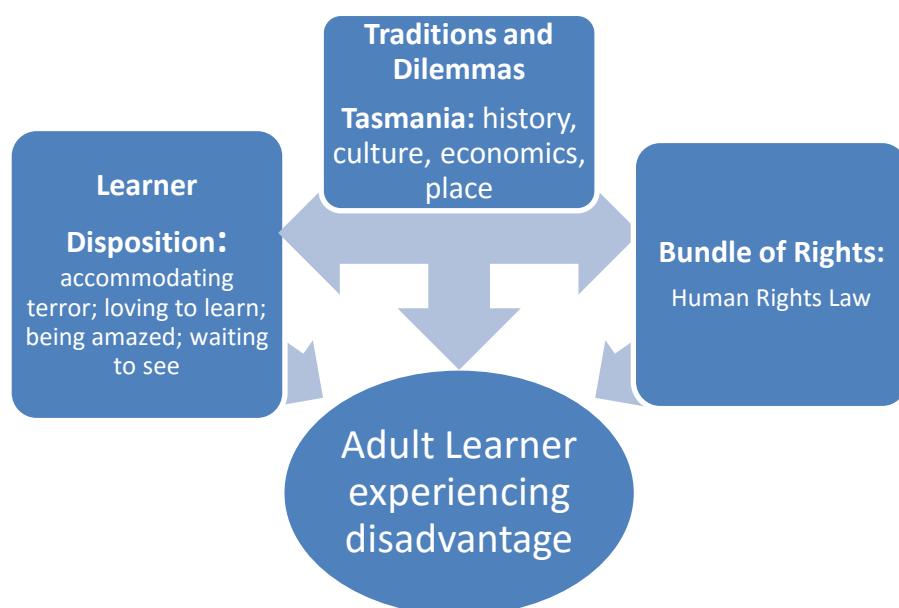 Traditions and
Dilemmas
Tasmania: history,
culture, economics,
place
Learner
Disposition:
accommodating
terror; loving to learn;
being amazed; waiting
to see
Bundle of Rights:
Human Rights Law
Adult Learner
experiencing
disadvantage